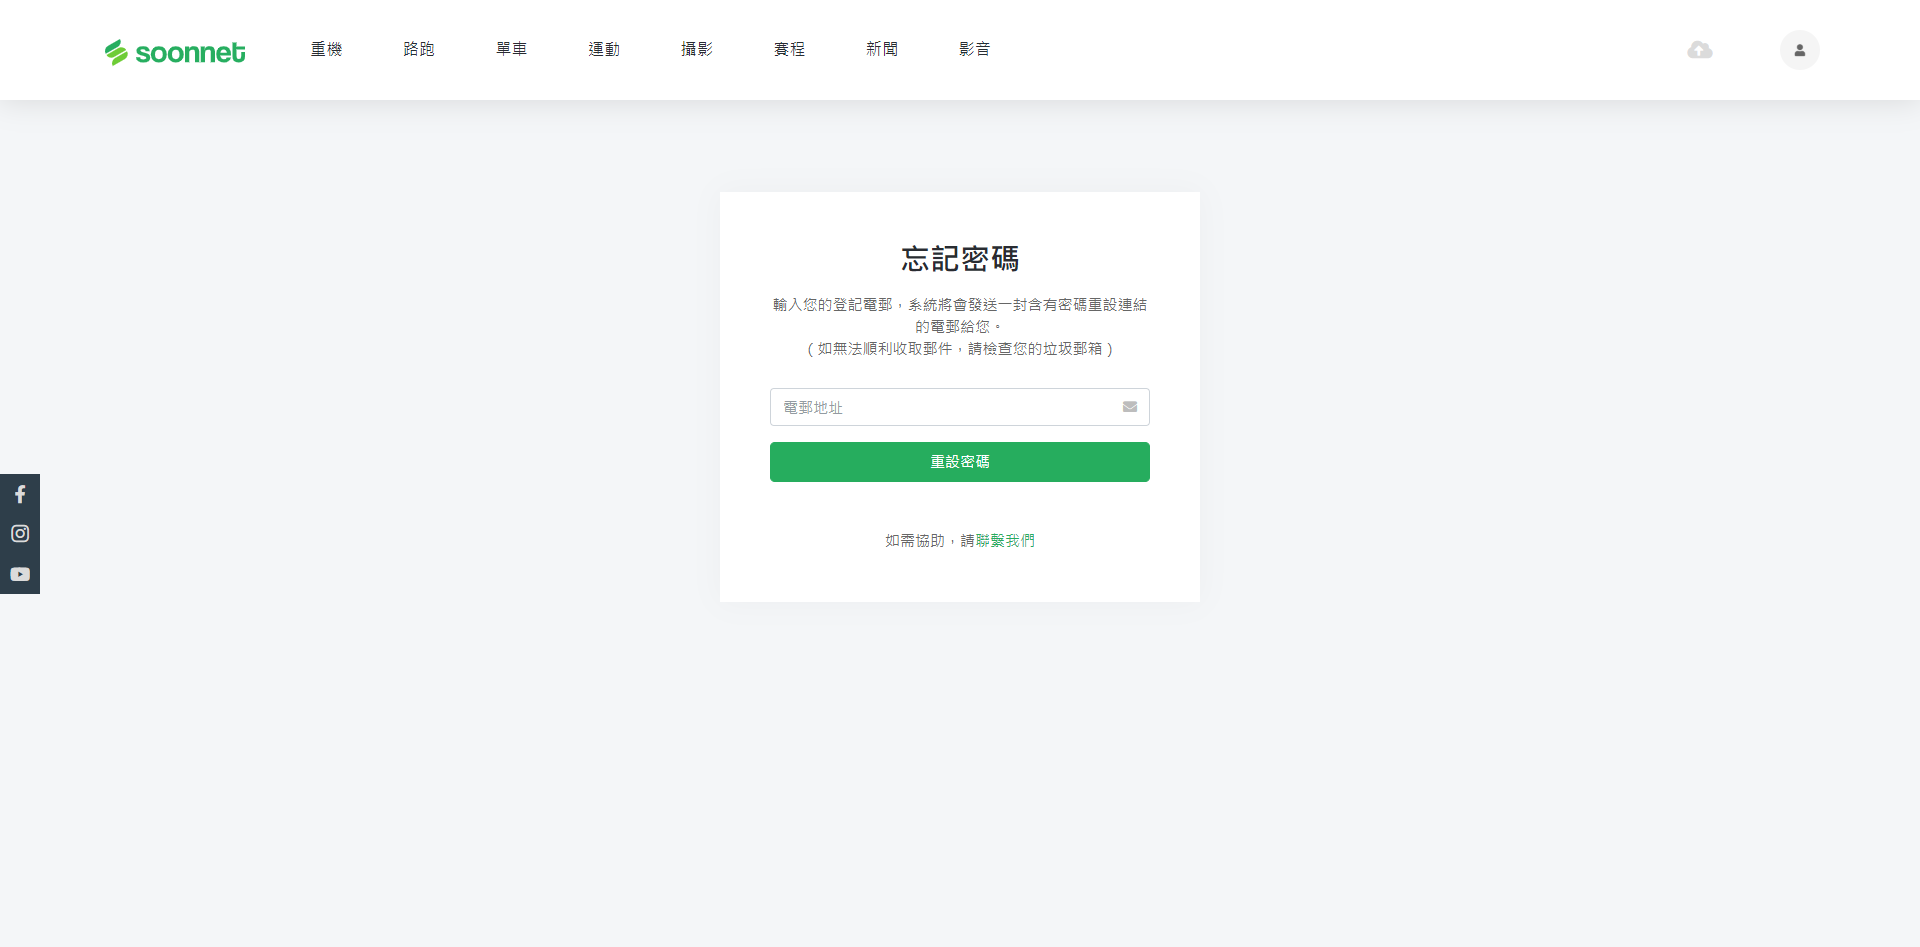 soonnet
重機
路跑
單車
運動
攝影
賽程
新聞
影音
忘記密碼
輸入您的登記電郵，系統將會發送一封含有密碼重設連結
的電郵給您。
( 如無法順利收取郵件，請檢查您的垃圾郵箱 )
電郵地址
重設密碼
如需協助，請聯繫我們